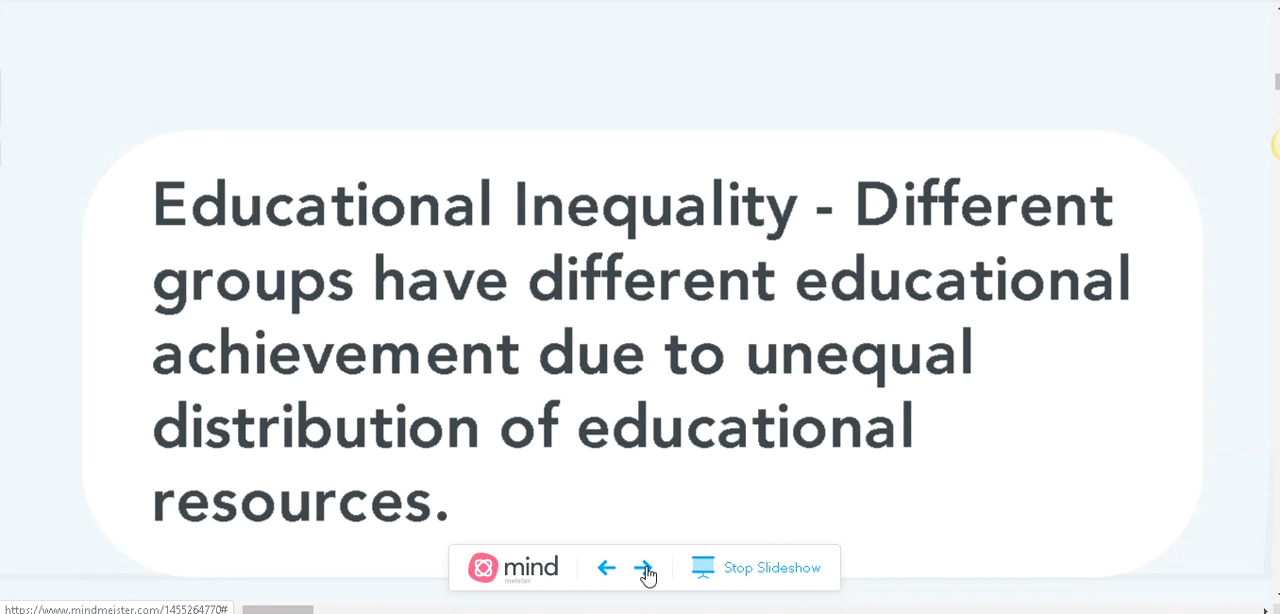 Educational Inequality - Different
groups have different educational
achievement due to unequal
distribution of educational
resources.
mind
meister
Stop Slideshow
https://www.mindmeister.com/1455264770#